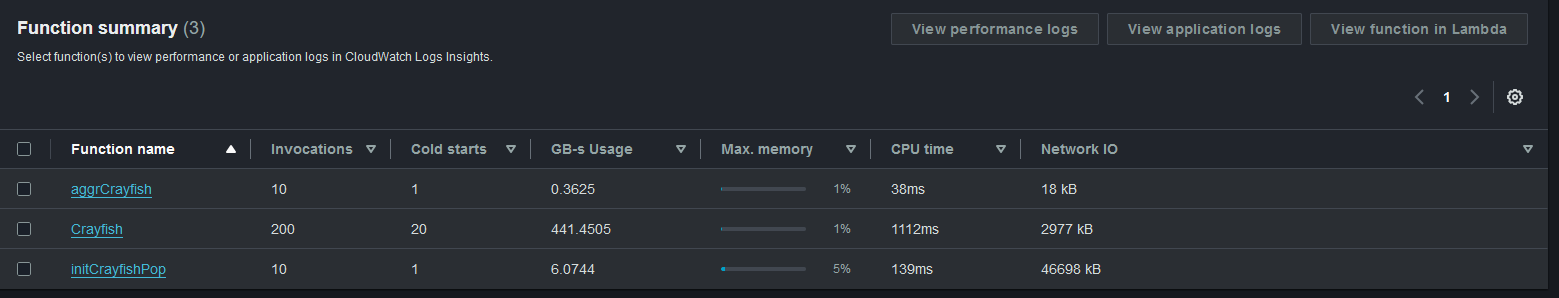 Function summary (3)
View performance logs
View application logs
View function in Lambda
Select function(s) to view performance or application logs in CloudWatch Logs Insights.
1
Function name Invocations Cold starts GB-s Usage Max. memory CPU time Network IO
aggrCrayfish 10 1 0.3625 1% 38ms 18 kB
Crayfish 200 20 441.4505 1% 1112ms 2977 kB
initCrayfishPop 10 1 6.0744 5% 139ms 46698 kB